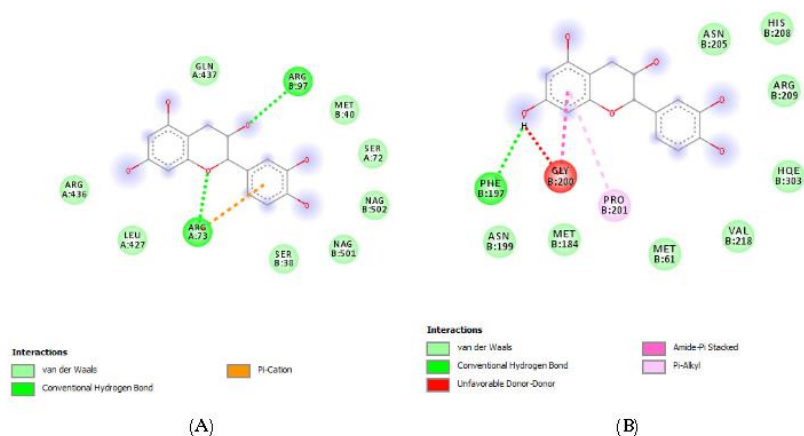 GLN
A:437
ARG
B:97
MET
B:40
SER
B:72
ARG
A:436
NAG
B:502
LEU
A:427
ARG
A:73
SER
B:38
NAG
B:501
Interactions
van der Waals
Conventional Hydrogen Bond
Pi-Cation
(A)
ASN
B:205
HIS
B:208
ARG
B:209
H
PHE
B:197
GLY
B:200
PRO
B:201
HQE
B:303
ASN
B:199
MET
B:184
MET
B:61
VAL
B:218
Interactions
van der Waals
Conventional Hydrogen Bond
Unfavorable Donor-Donor
Amide-Pi Stacked
Pi-Alkyl
(B)